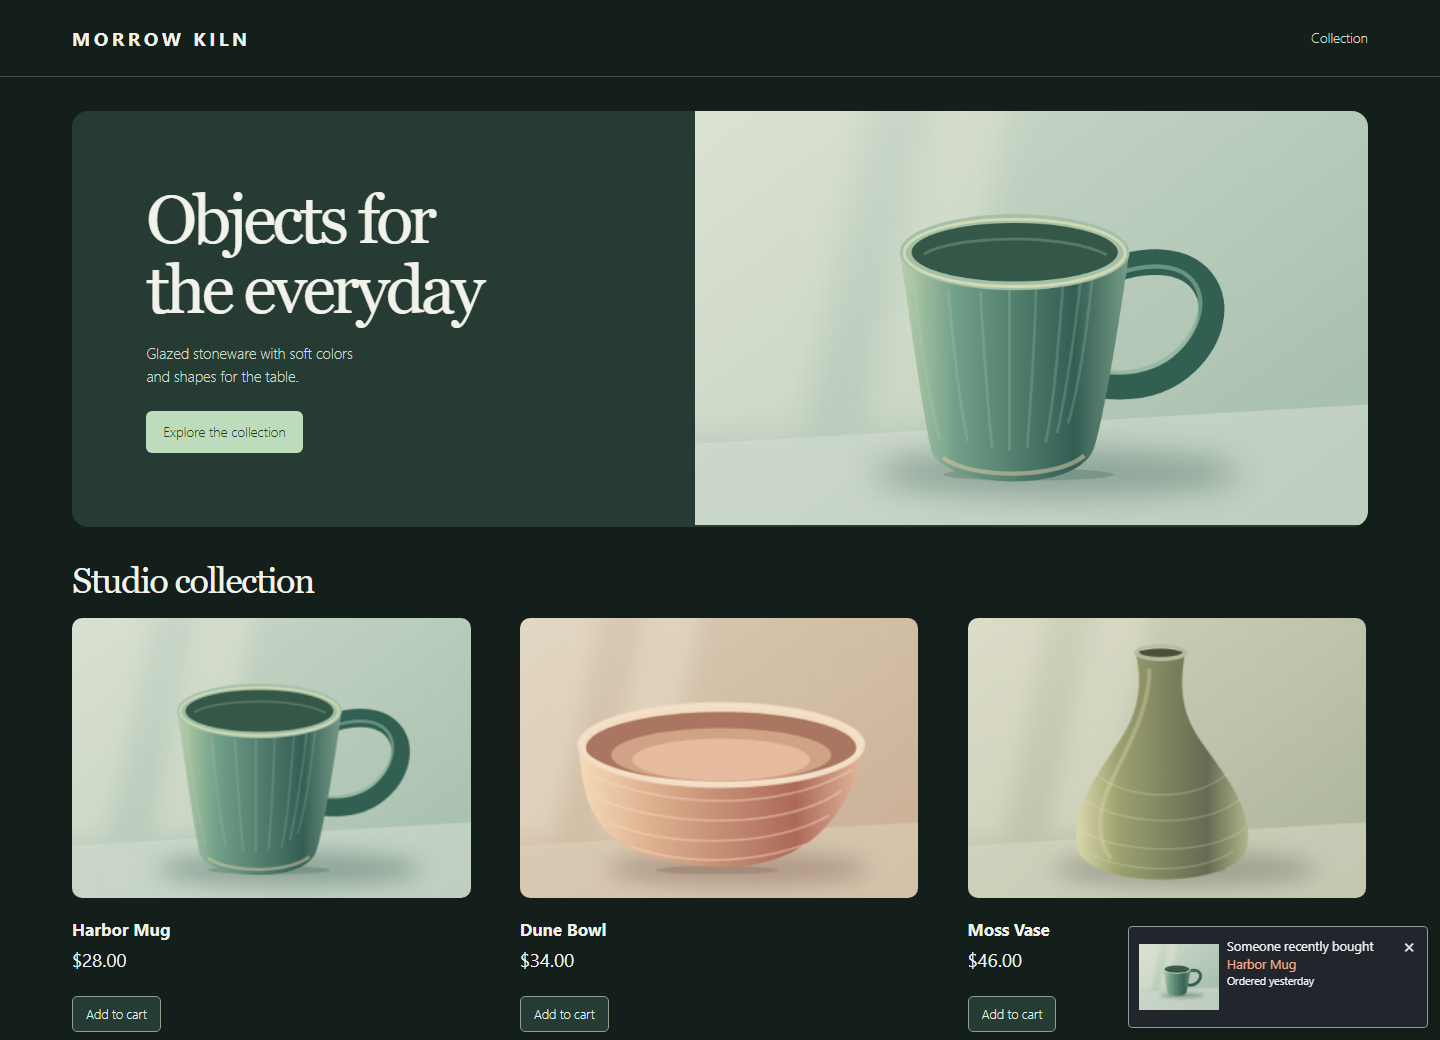 MORROW KILN
Collection
Objects for
the everyday
Glazed stoneware with soft colors
and shapes for the table.
Explore the collection
Studio collection
Harbor Mug
$28.00
Add to cart
Dune Bowl
$34.00
Add to cart
Moss Vase
$46.00
Add to cart
Someone recently bought
Harbor Mug
Ordered yesterday
×